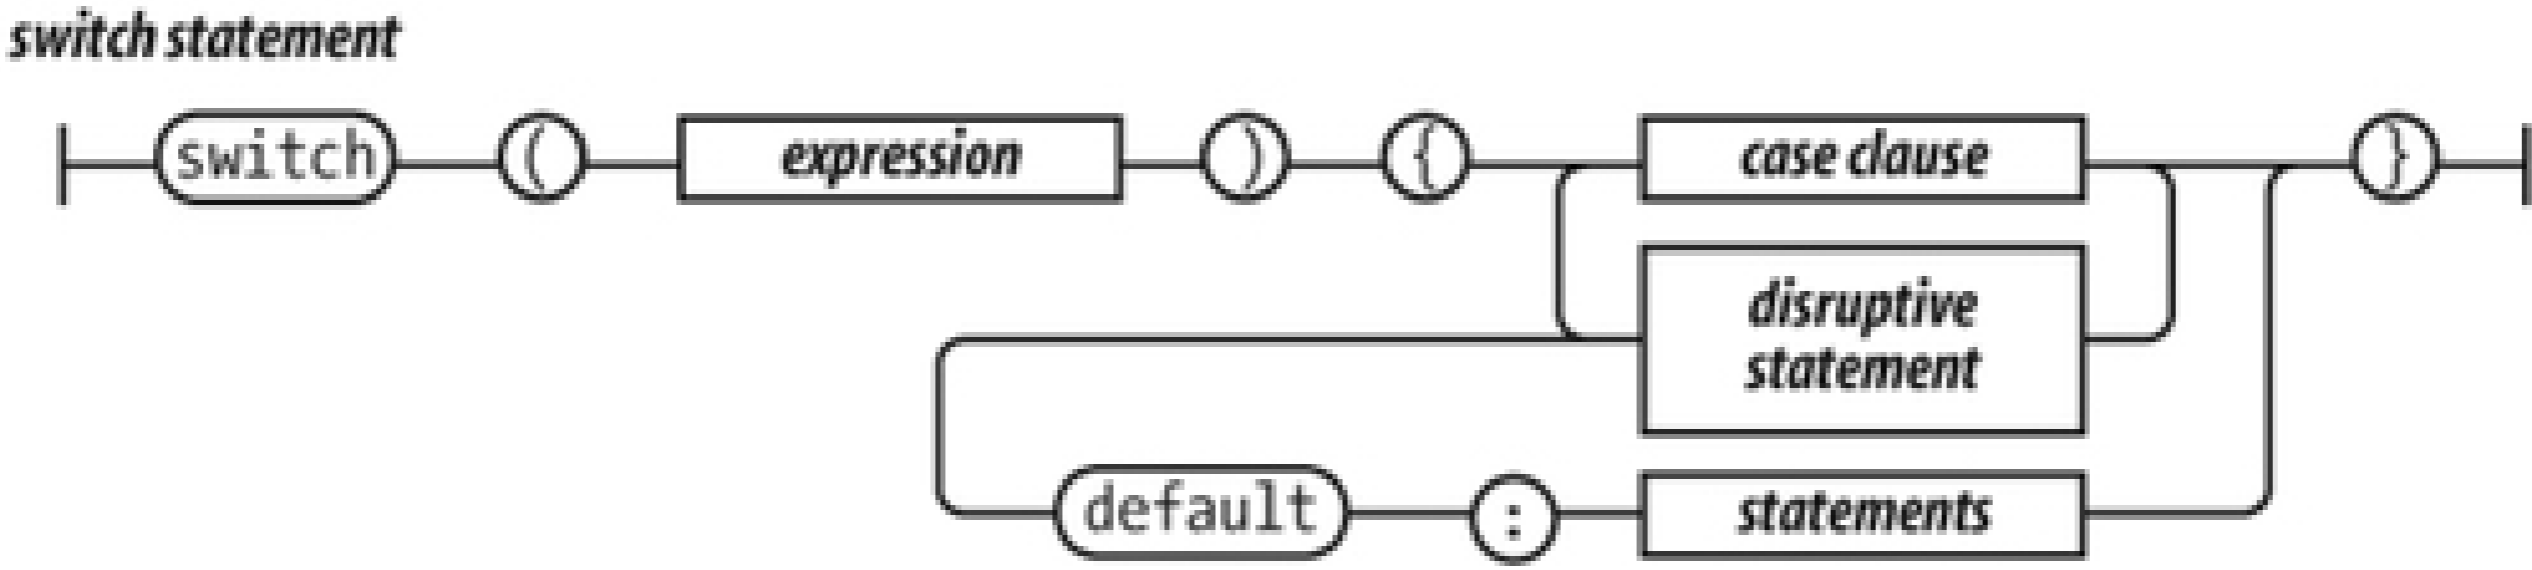 switch statement
switch ( expression ) { case clause }
disruptive
statement
default : statements